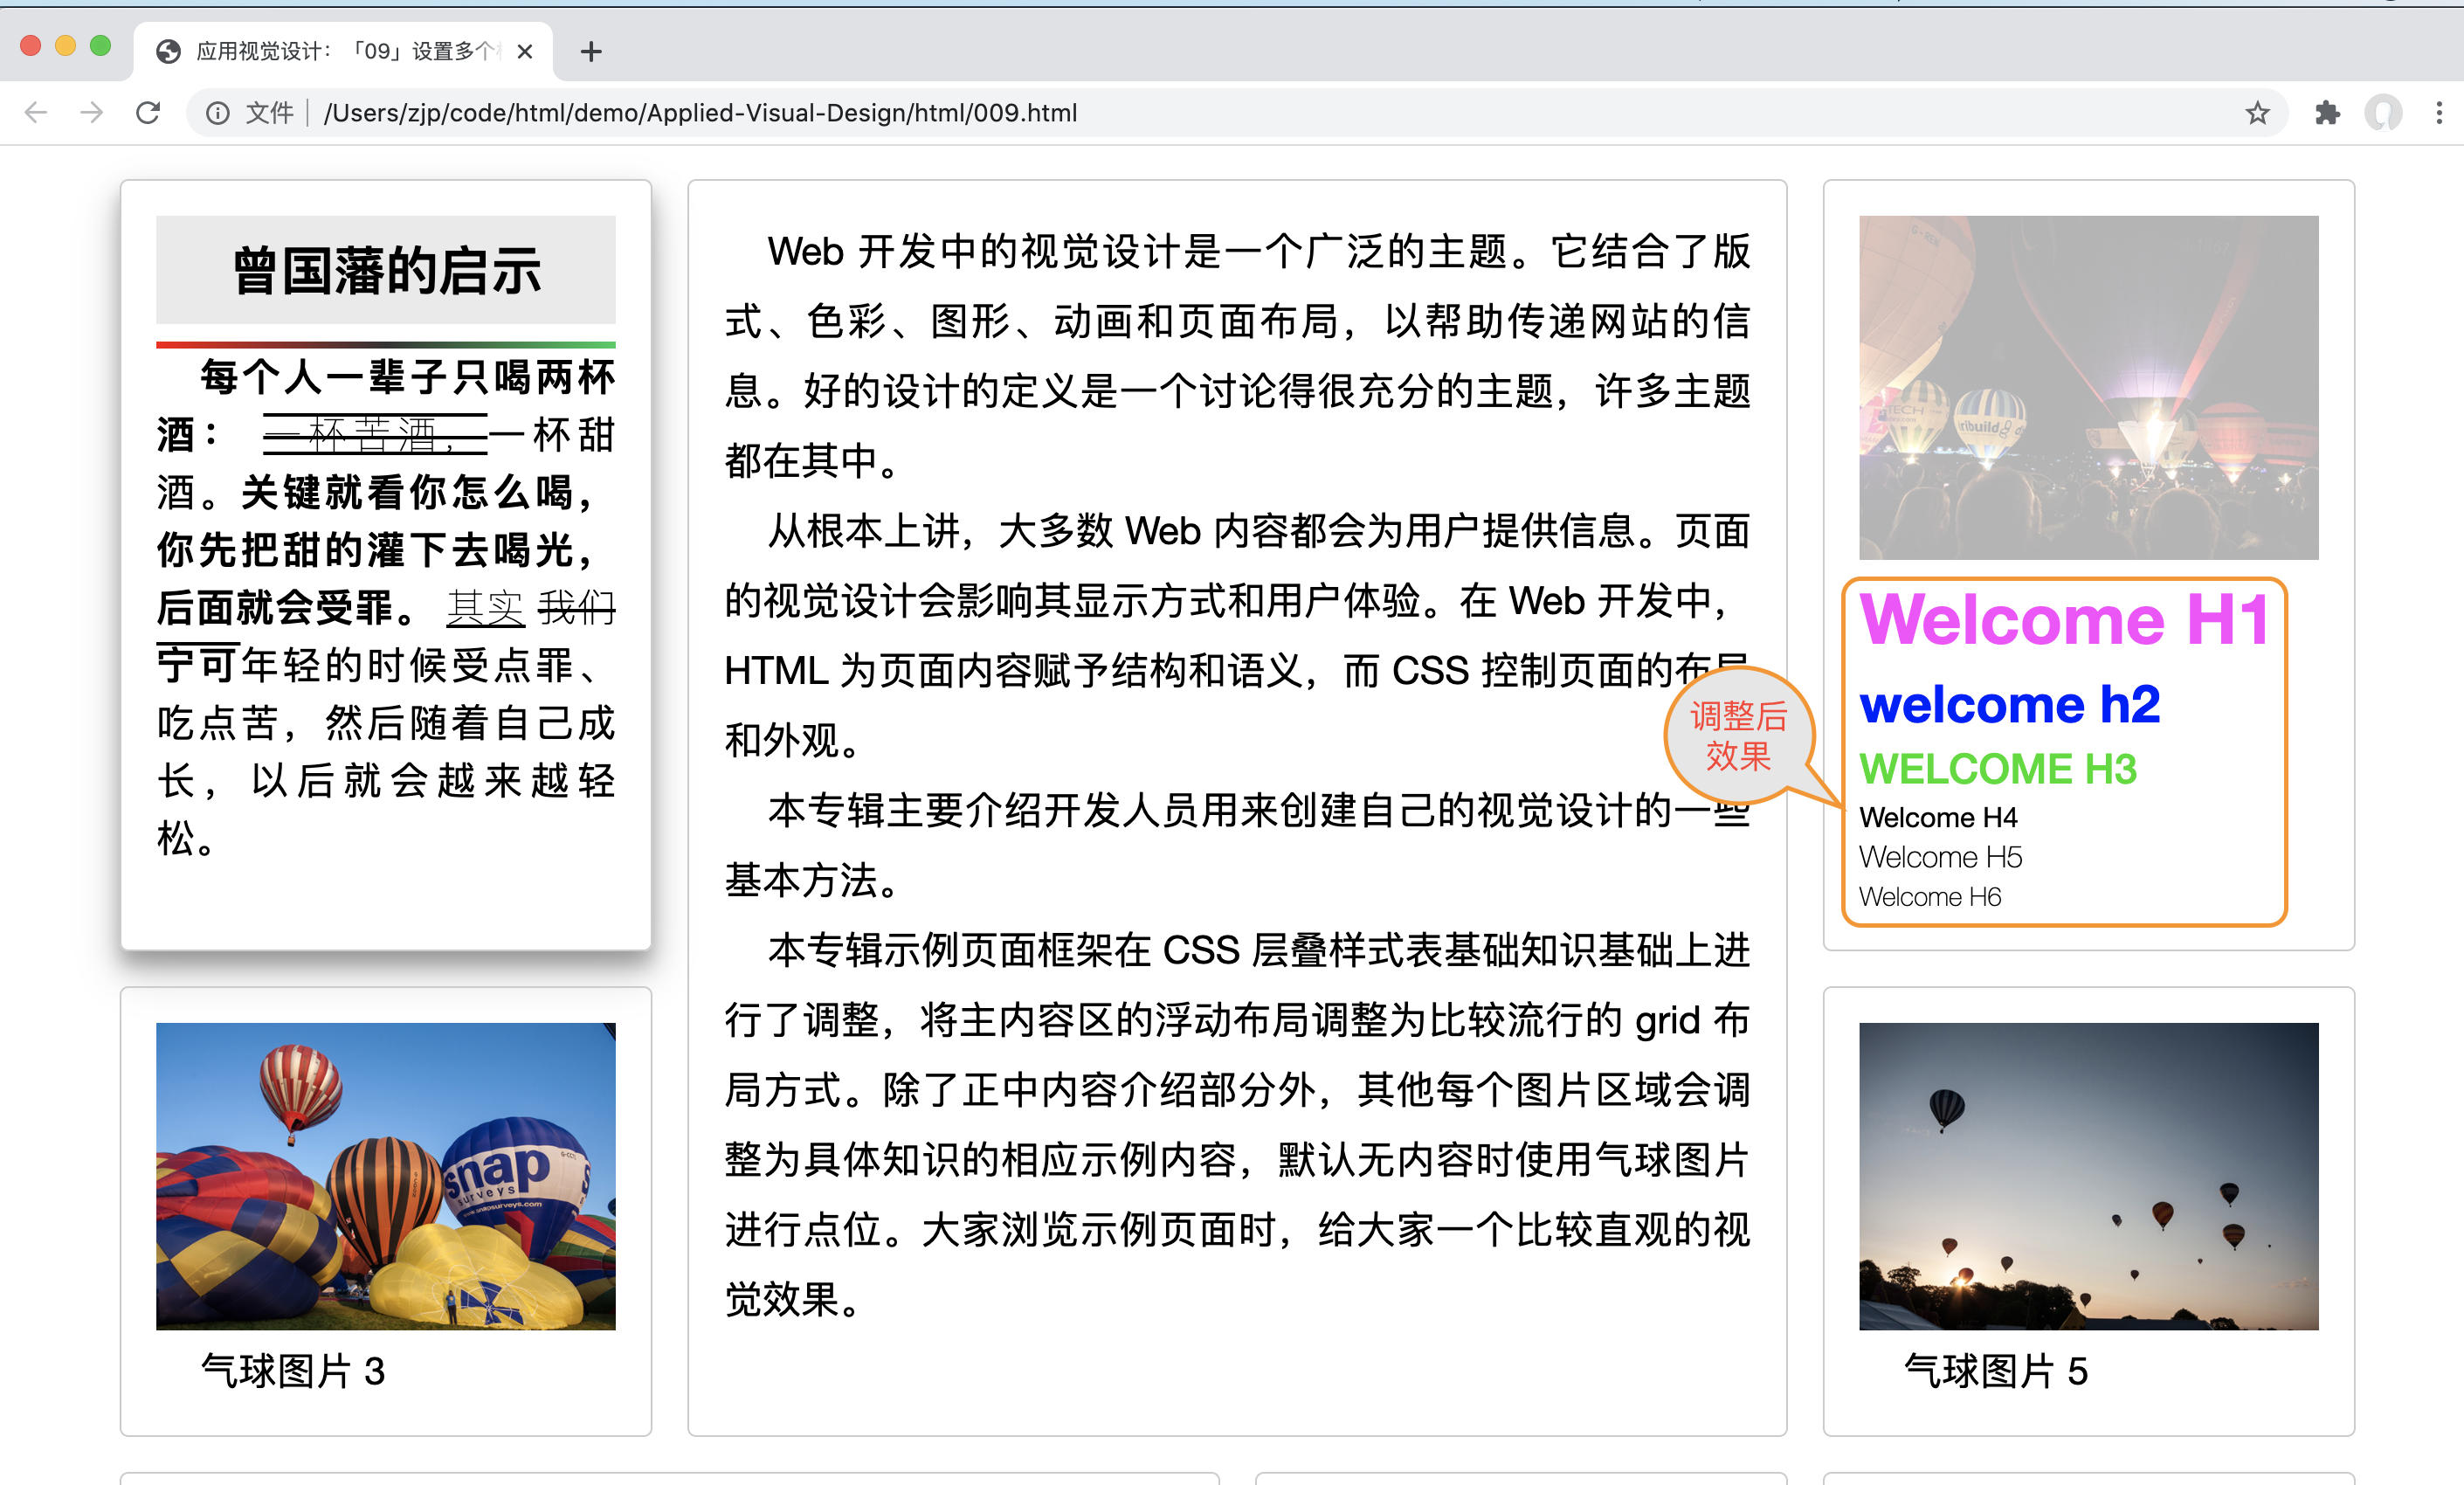 应用视觉设计：「09」设置多个
文件 /Users/zjp/code/html/demo/Applied-Visual-Design/html/009.html
曾国藩的启示
每个人一辈子只喝两杯
酒： 一杯苦酒，一杯甜
酒。关键就看你怎么喝，
你先把甜的灌下去喝光，
后面就会受罪。 其实 我们
宁可年轻的时候受点罪、
吃点苦，然后随着自己成
长，以后就会越来越轻
松。
snap
surveys
www.snapsurveys.com
气球图片 3
Web 开发中的视觉设计是一个广泛的主题。它结合了版
式、色彩、图形、动画和页面布局，以帮助传递网站的信
息。好的设计的定义是一个讨论得很充分的主题，许多主题
都在其中。
从根本上讲，大多数 Web 内容都会为用户提供信息。页面
的视觉设计会影响其显示方式和用户体验。在 Web 开发中，
HTML 为页面内容赋予结构和语义，而 CSS 控制页面的布局
和外观。
本专辑主要介绍开发人员用来创建自己的视觉设计的一些
基本方法。
本专辑示例页面框架在 CSS 层叠样式表基础知识基础上进
行了调整，将主内容区的浮动布局调整为比较流行的 grid 布
局方式。除了正中内容介绍部分外，其他每个图片区域会调
整为具体知识的相应示例内容，默认无内容时使用气球图片
进行点位。大家浏览示例页面时，给大家一个比较直观的视
觉效果。
调整后
效果
TECH
ribuild
Welcome H1
welcome h2
WELCOME H3
Welcome H4
Welcome H5
Welcome H6
气球图片 5